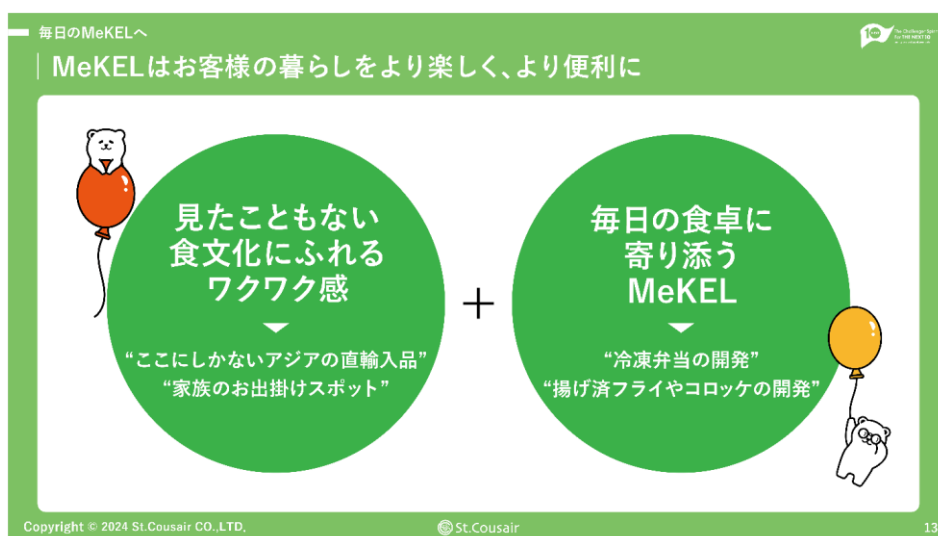 毎日のMeKELへ
MeKELはお客様の暮らしをより楽しく、より便利に
見たこともない
食文化にふれる
ワクワク感
“ここにしかないアジアの直輸入品”
“家族のお出掛けスポット”
+
毎日の食卓に
寄り添う
MeKEL
“冷凍弁当の開発”
“揚げ済フライやコロッケの開発”
Copyright © 2024 St.Cousair CO.,LTD.
St.Cousair
13